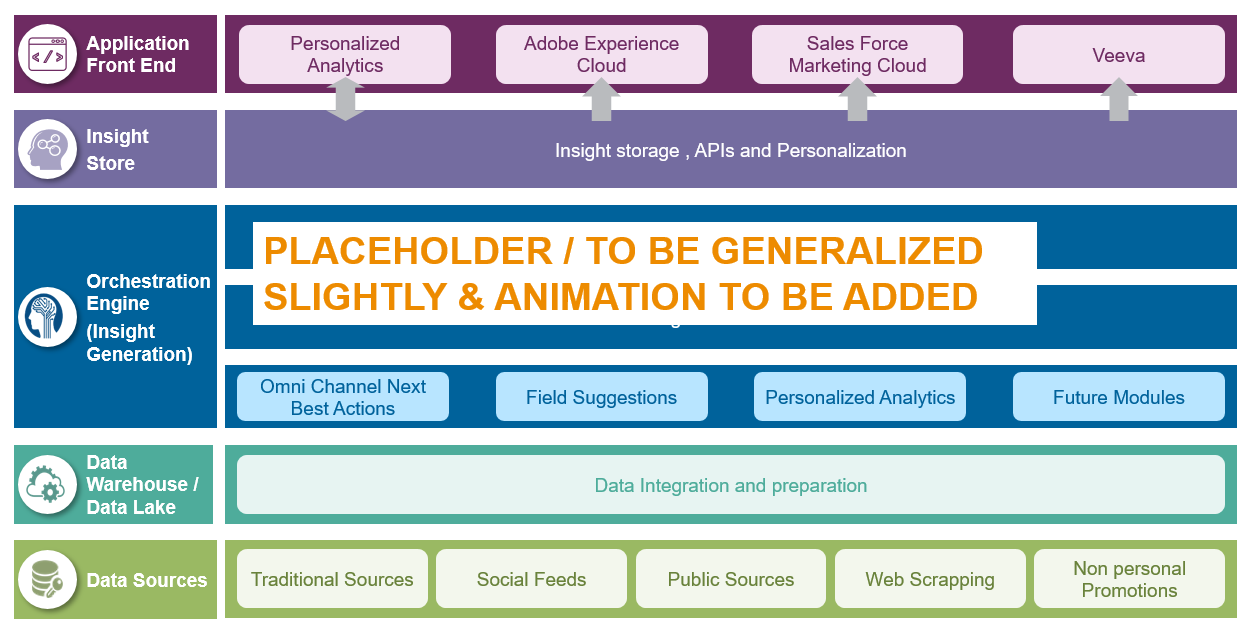 Application
Front End
Personalized
Analytics
Adobe Experience
Cloud
Sales Force
Marketing Cloud
Veeva
Insight
Store
Insight storage , APIs and Personalization
Orchestration
Engine
(Insight
Generation)
PLACEHOLDER / TO BE GENERALIZED
SLIGHTLY & ANIMATION TO BE ADDED
Omni Channel Next
Best Actions
Field Suggestions
Personalized Analytics
Future Modules
Data
Warehouse /
Data Lake
Data Integration and preparation
Data Sources
Traditional Sources
Social Feeds
Public Sources
Web Scrapping
Non personal
Promotions